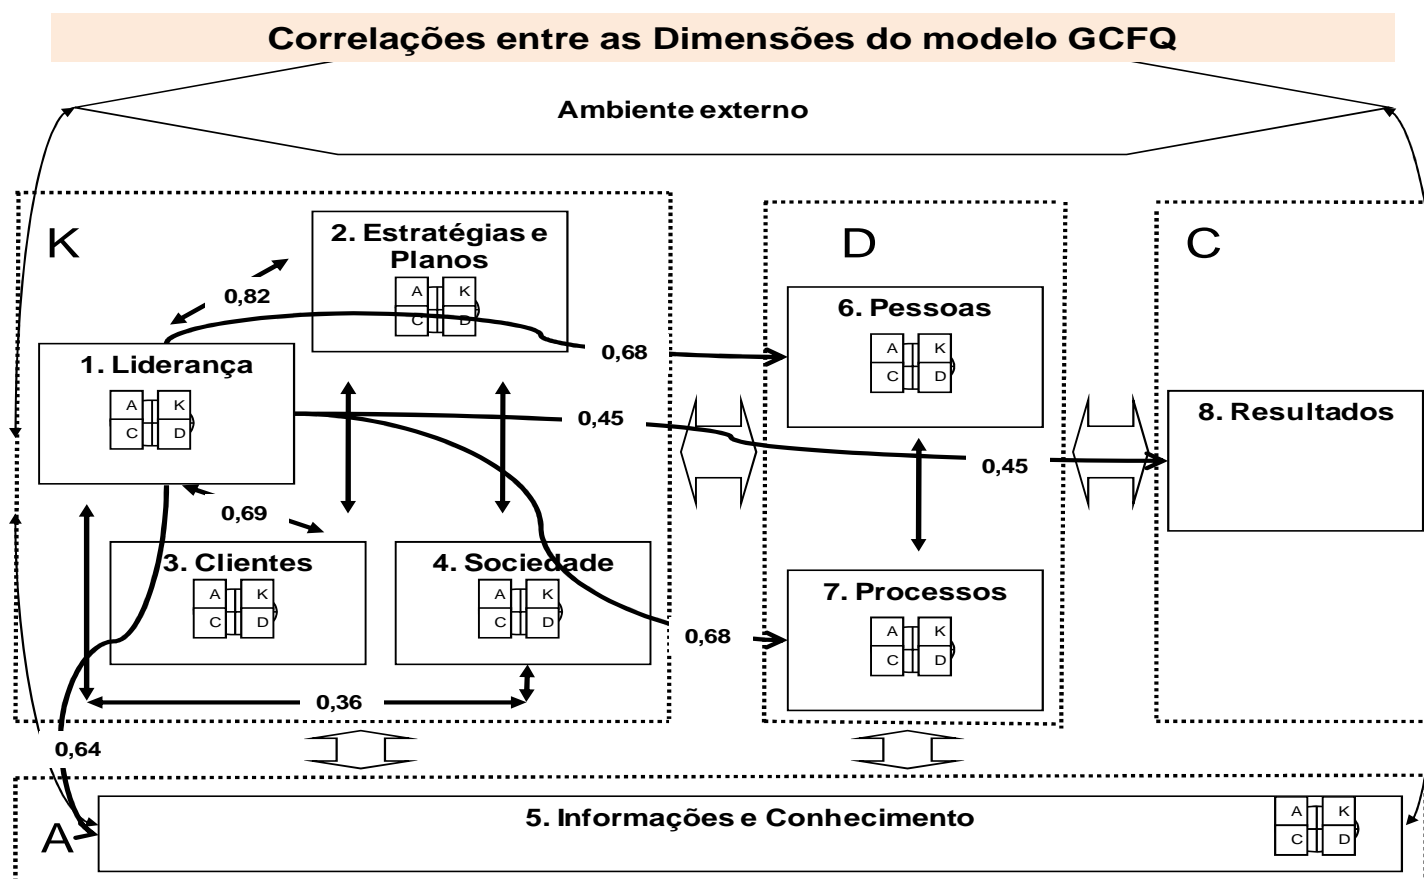 Correlações entre as Dimensões do modelo GCFQ
Ambiente externo
K
2. Estratégias e
Planos
A K
C D
0,82
1. Liderança
A K
C D
0,68
0,45
0,69
3. Clientes
A K
C D
4. Sociedade
A K
C D
0,68
0,36
0,64
D
6. Pessoas
A K
C D
0,45
7. Processos
A K
C D
C
8. Resultados
A
5. Informações e Conhecimento
A K
C D